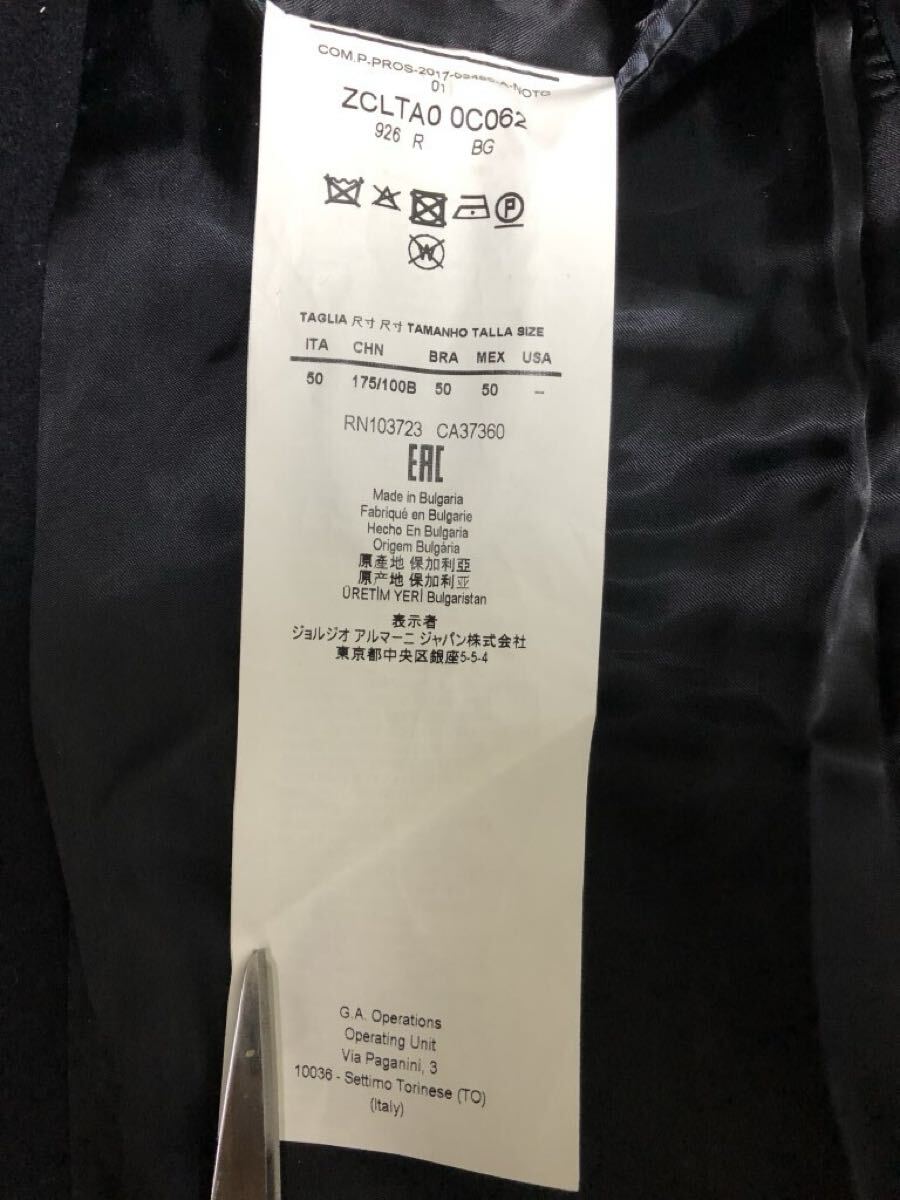 COM.P-PROS-2017-09486-A-NOTO
01
ZCLTA0 0C062
926 R BG
P
W
TAGLIA 尺寸 尺寸 TAMANHO TALLA SIZE
ITA CHN BRA MEX USA
50 175/100B 50 50 –
RN103723 CA37360
EAC
Made in Bulgaria
Fabriqué en Bulgarie
Hecho En Bulgaria
Origem Bulgária
原產地 保加利亞
原产地 保加利亚
ÜRETİM YERİ Bulgaristan
表示者
ジョルジオ アルマーニ ジャパン株式会社
東京都中央区銀座5-5-4
G.A. Operations
Operating Unit
Via Paganini, 3
10036 - Settimo Torinese (TO)
(Italy)